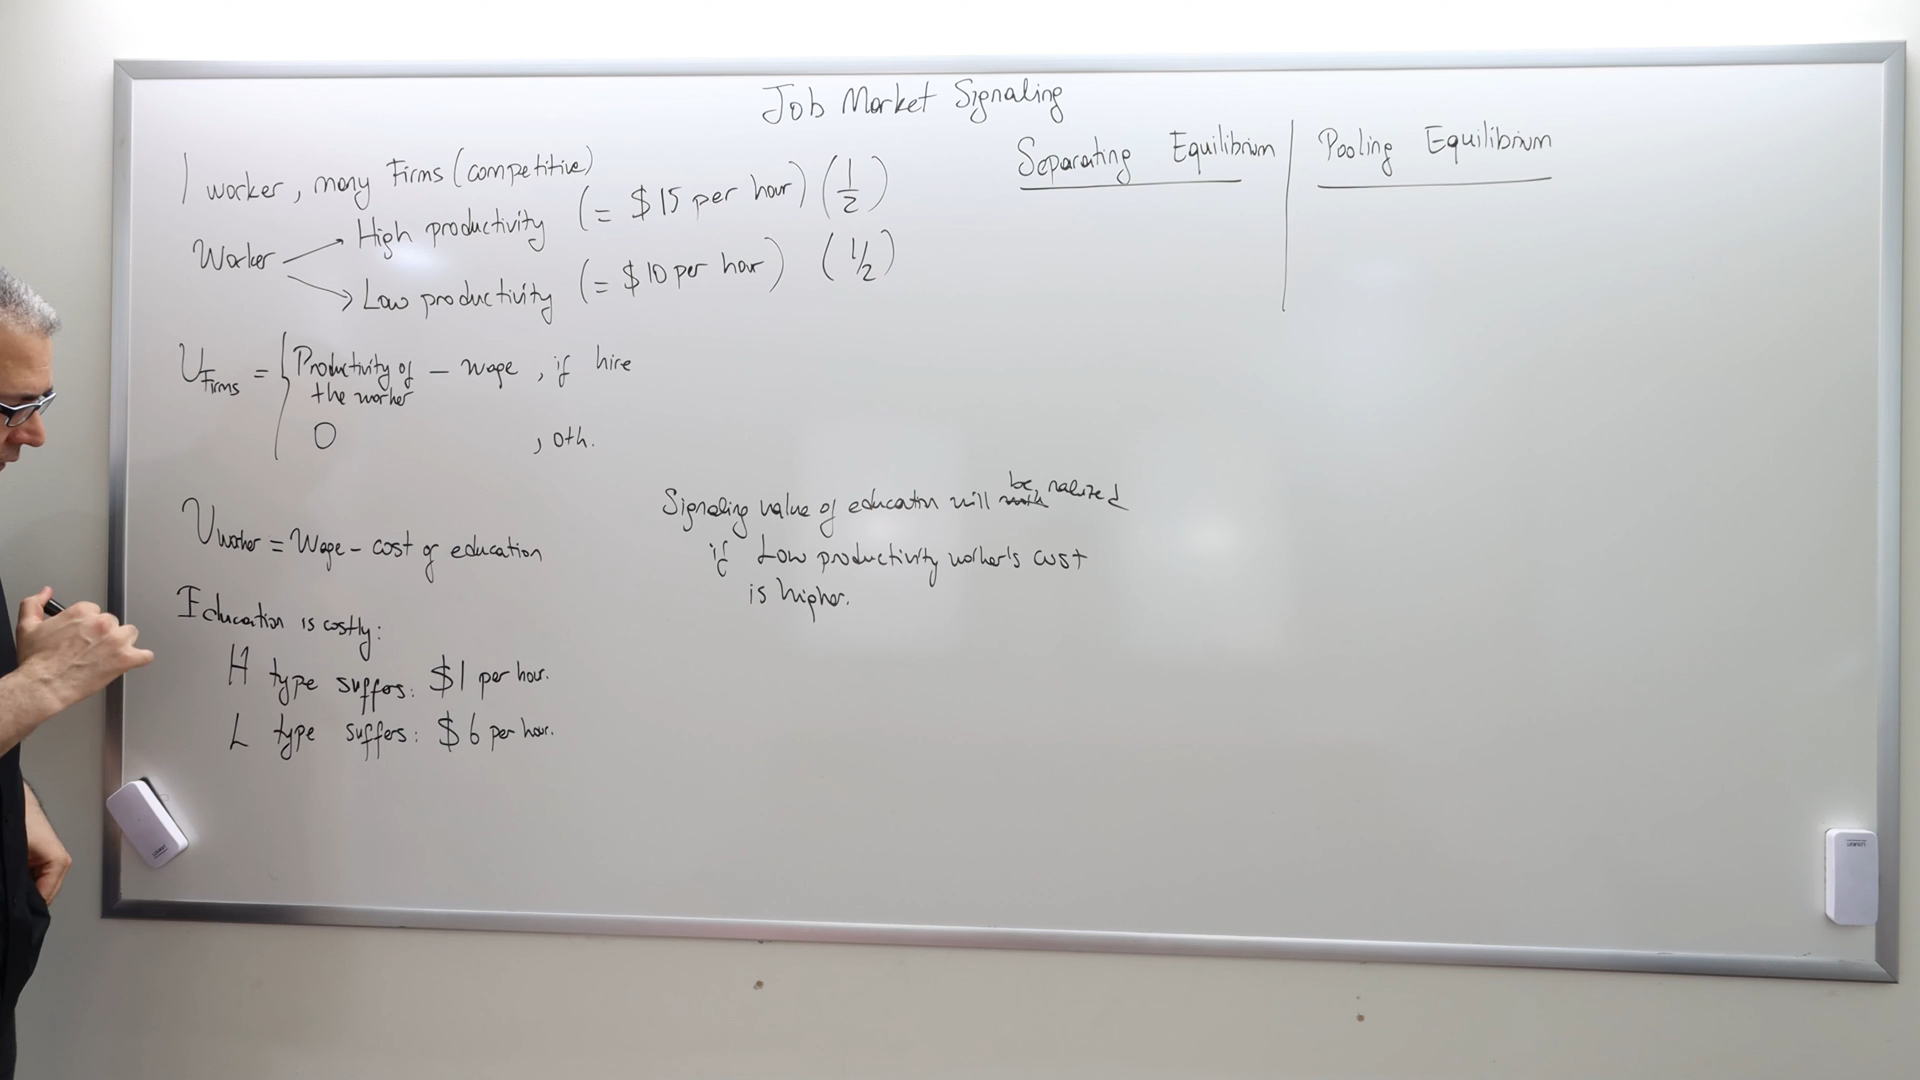 Job Market Signaling
1 worker, many Firms (competitive)
Worker
High productivity (= $15 per hour) (1/2)
Low productivity (= $10 per hour) (1/2)
U Firms = { Productivity of the worker – wage , if hire
0 , oth.
U worker = Wage – cost of education
Education is costly:
H type suffers: $1 per hour.
L type suffers: $6 per hour.
Signaling value of education will be realized
if Low productivity worker's cost
is higher.
Separating Equilibrium
Pooling Equilibrium